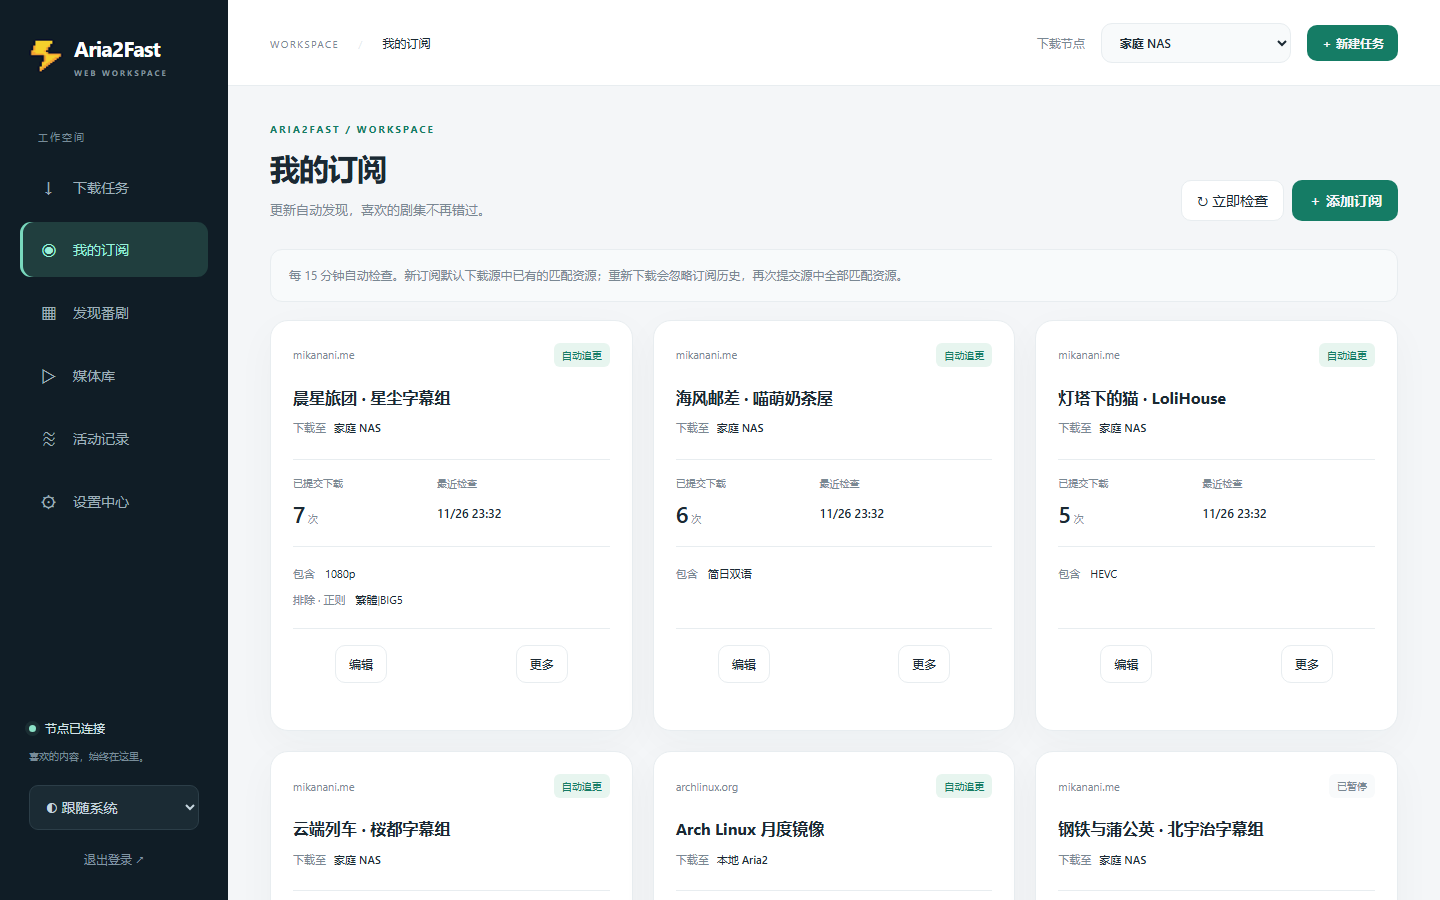 Aria2Fast
WEB WORKSPACE
工作空间
↓ 下载任务
◉ 我的订阅
▦ 发现番剧
▷ 媒体库
活动记录
设置中心
节点已连接
喜欢的内容，始终在这里。
◐ 跟随系统
退出登录 ↗
WORKSPACE / 我的订阅
下载节点 家庭 NAS
+ 新建任务
ARIA2FAST / WORKSPACE
我的订阅
更新自动发现，喜欢的剧集不再错过。
↻ 立即检查
+ 添加订阅
每 15 分钟自动检查。新订阅默认下载源中已有的匹配资源；重新下载会忽略订阅历史，再次提交源中全部匹配资源。
mikanani.me 自动追更
晨星旅团 · 星尘字幕组
下载至 家庭 NAS
已提交下载 最近检查
7 次 11/26 23:32
包含 1080p
排除 · 正则 繁體|BIG5
编辑 更多
mikanani.me 自动追更
海风邮差 · 喵萌奶茶屋
下载至 家庭 NAS
已提交下载 最近检查
6 次 11/26 23:32
包含 简日双语
编辑 更多
mikanani.me 自动追更
灯塔下的猫 · LoliHouse
下载至 家庭 NAS
已提交下载 最近检查
5 次 11/26 23:32
包含 HEVC
编辑 更多
mikanani.me 自动追更
云端列车 · 桜都字幕组
下载至 家庭 NAS
archlinux.org 自动追更
Arch Linux 月度镜像
下载至 本地 Aria2
mikanani.me 已暂停
钢铁与蒲公英 · 北宇治字幕组
下载至 家庭 NAS